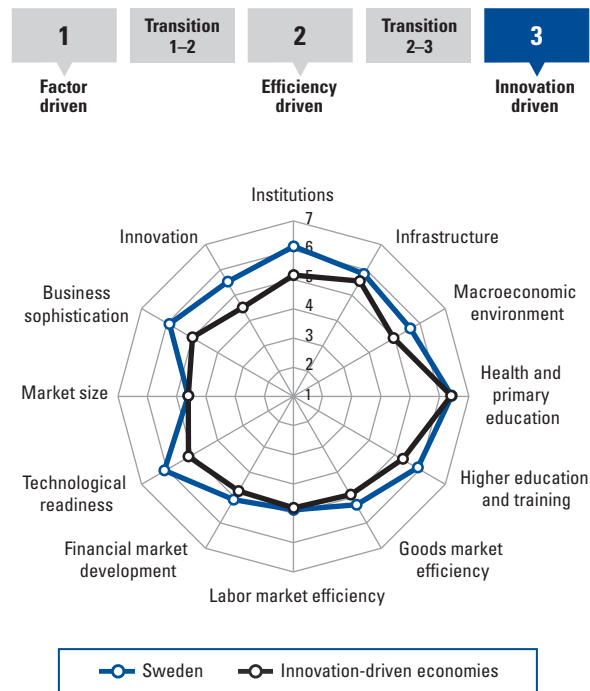 1
Transition
1–2
2
Transition
2–3
3
Factor
driven
Efficiency
driven
Innovation
driven
Institutions
7
Innovation
6
Infrastructure
5
Business
sophistication
4
Macroeconomic
environment
3
2
Market size
1
Health and
primary
education
Technological
readiness
Higher education
and training
Financial market
development
Goods market
efficiency
Labor market efficiency
Sweden
Innovation-driven economies